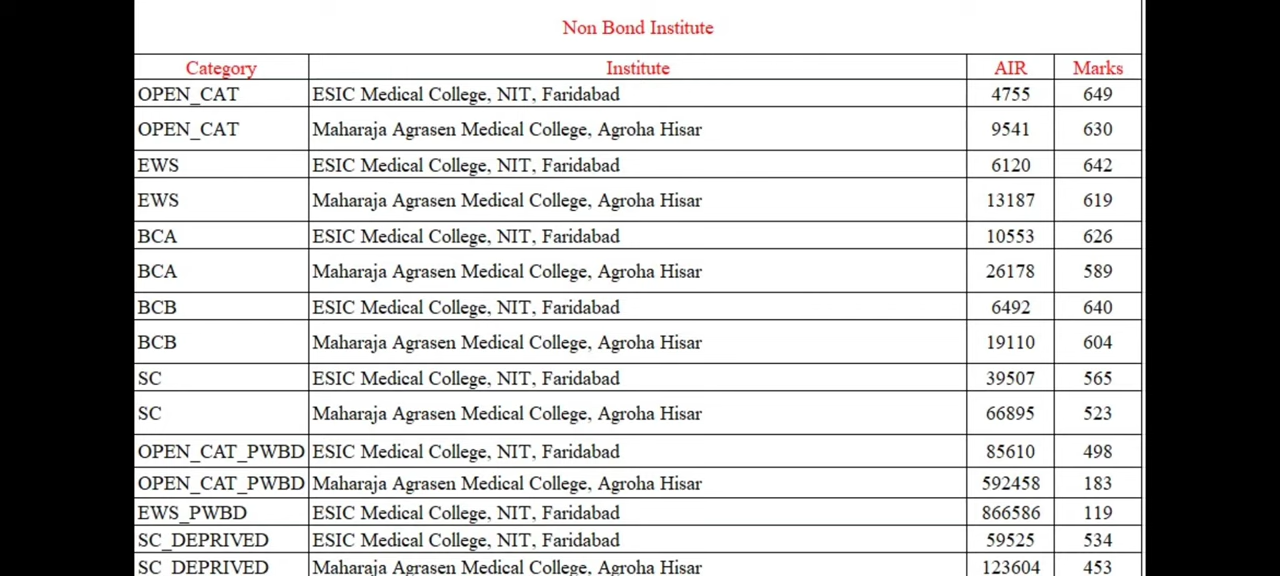 Non Bond Institute
Category Institute AIR Marks
OPEN_CAT ESIC Medical College, NIT, Faridabad 4755 649
OPEN_CAT Maharaja Agrasen Medical College, Agroha Hisar 9541 630
EWS ESIC Medical College, NIT, Faridabad 6120 642
EWS Maharaja Agrasen Medical College, Agroha Hisar 13187 619
BCA ESIC Medical College, NIT, Faridabad 10553 626
BCA Maharaja Agrasen Medical College, Agroha Hisar 26178 589
BCB ESIC Medical College, NIT, Faridabad 6492 640
BCB Maharaja Agrasen Medical College, Agroha Hisar 19110 604
SC ESIC Medical College, NIT, Faridabad 39507 565
SC Maharaja Agrasen Medical College, Agroha Hisar 66895 523
OPEN_CAT_PWBD ESIC Medical College, NIT, Faridabad 85610 498
OPEN_CAT_PWBD Maharaja Agrasen Medical College, Agroha Hisar 592458 183
EWS_PWBD ESIC Medical College, NIT, Faridabad 866586 119
SC_DEPRIVED ESIC Medical College, NIT, Faridabad 59525 534
SC_DEPRIVED Maharaja Agrasen Medical College, Agroha Hisar 123604 453